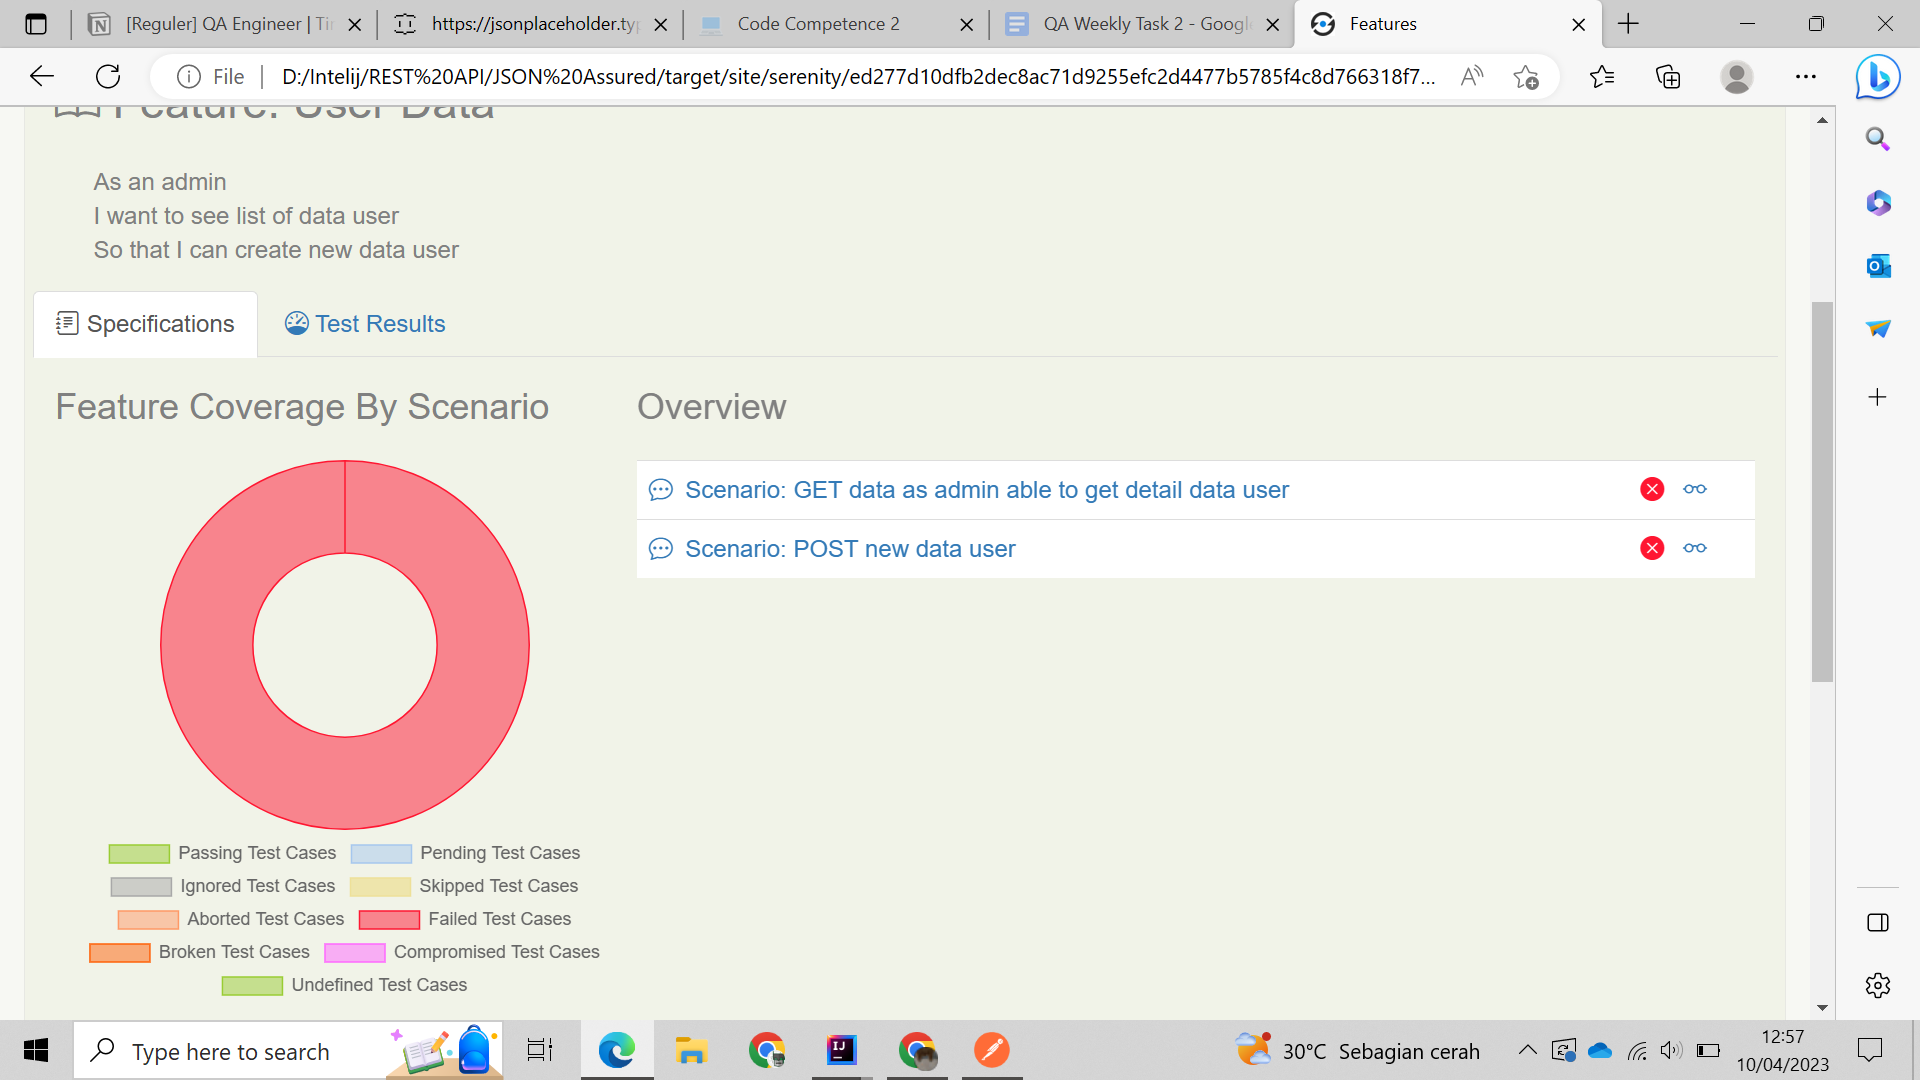 [Reguler] QA Engineer | Ti
https://jsonplaceholder.ty
Code Competence 2
QA Weekly Task 2 - Googl
Features
File
D:/Intelij/REST%20API/JSON%20Assured/target/site/serenity/ed277d10dfb2dec8ac71d9255efc2d4477b5785f4c8d766318f7...
Feature: User Data
As an admin
I want to see list of data user
So that I can create new data user
Specifications
Test Results
Feature Coverage By Scenario
Overview
Scenario: GET data as admin able to get detail data user
Scenario: POST new data user
Passing Test Cases
Pending Test Cases
Ignored Test Cases
Skipped Test Cases
Aborted Test Cases
Failed Test Cases
Broken Test Cases
Compromised Test Cases
Undefined Test Cases
Type here to search
30°C Sebagian cerah
12:57
10/04/2023